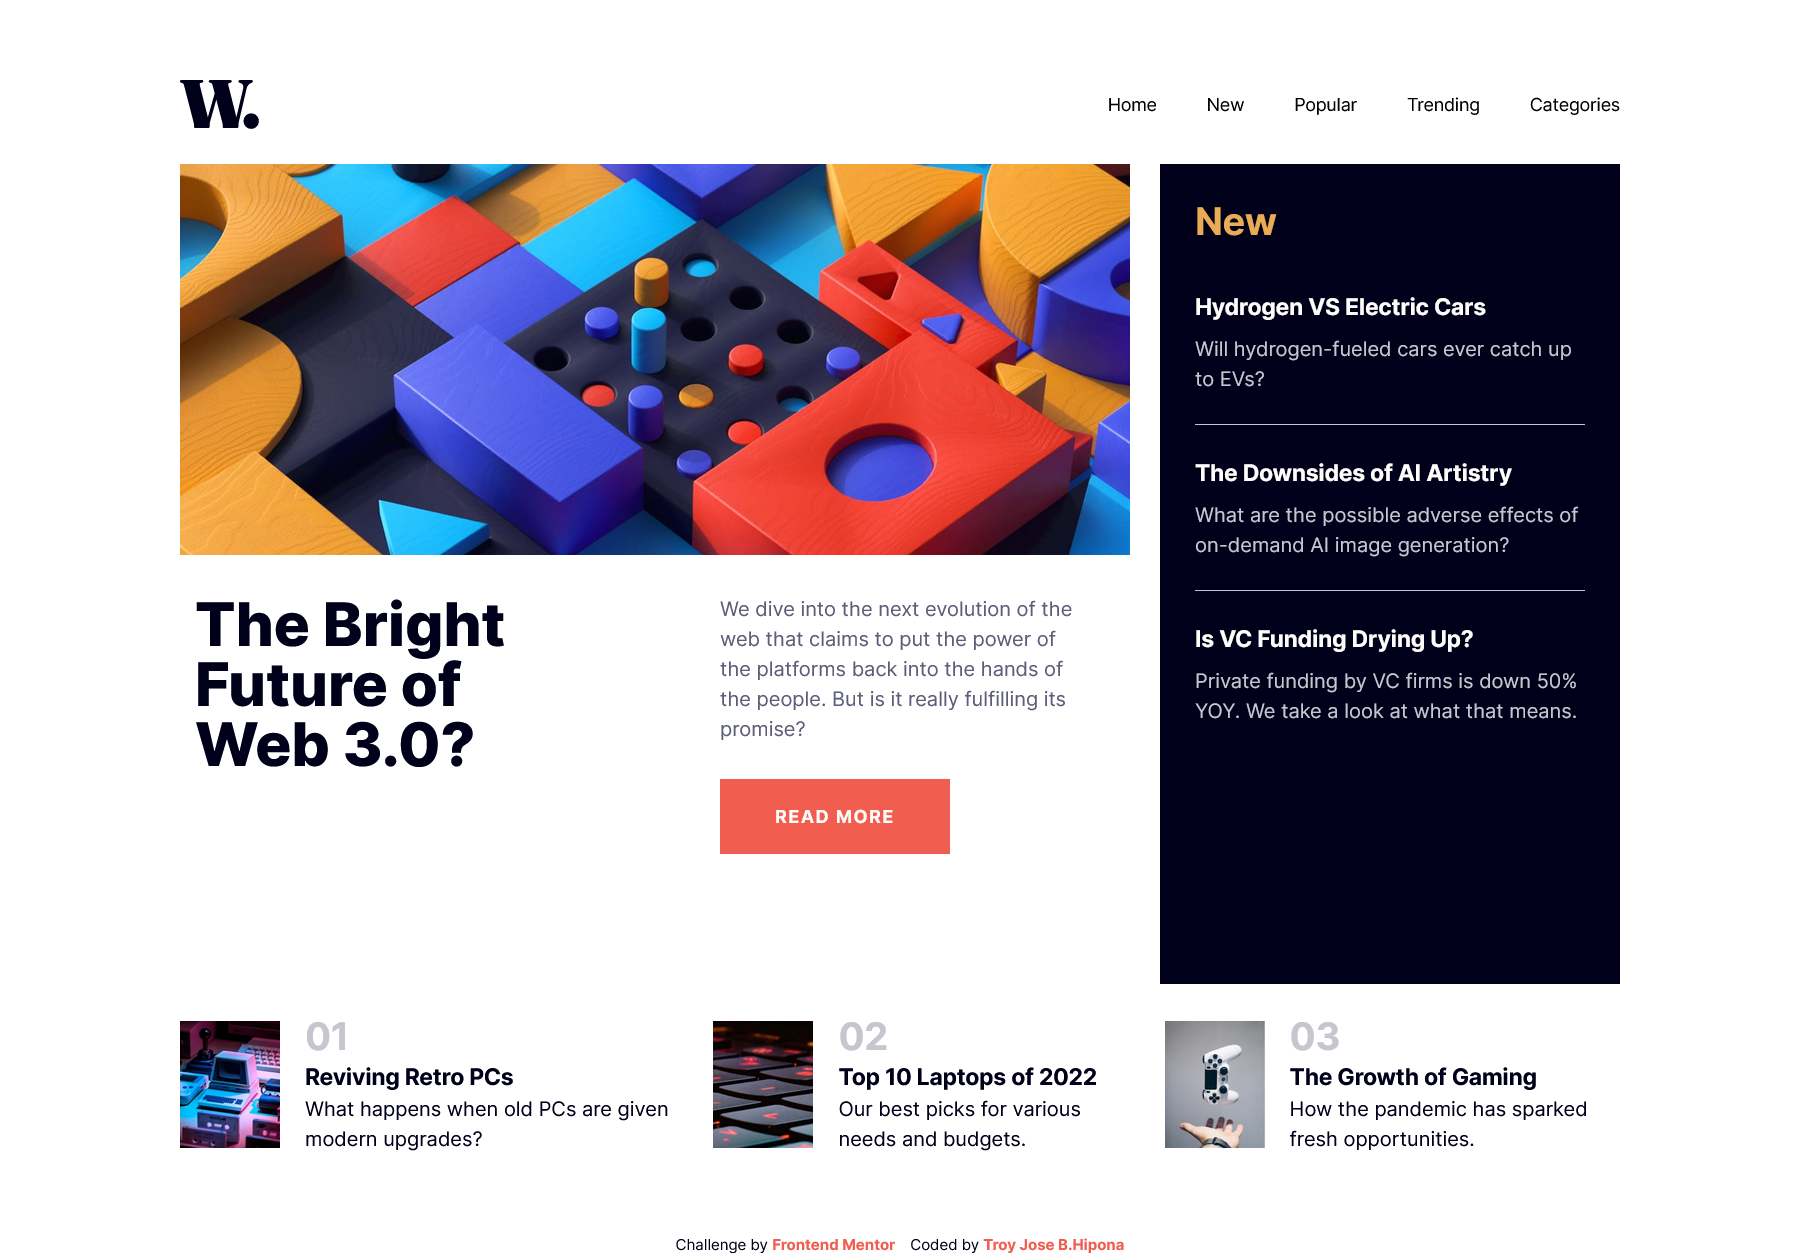 W.
Home New Popular Trending Categories
The Bright
Future of
Web 3.0?
We dive into the next evolution of the
web that claims to put the power of
the platforms back into the hands of
the people. But is it really fulfilling its
promise?
READ MORE
New
Hydrogen VS Electric Cars
Will hydrogen-fueled cars ever catch up
to EVs?
The Downsides of AI Artistry
What are the possible adverse effects of
on-demand AI image generation?
Is VC Funding Drying Up?
Private funding by VC firms is down 50%
YOY. We take a look at what that means.
01
Reviving Retro PCs
What happens when old PCs are given
modern upgrades?
02
Top 10 Laptops of 2022
Our best picks for various
needs and budgets.
03
The Growth of Gaming
How the pandemic has sparked
fresh opportunities.
Challenge by Frontend Mentor Coded by Troy Jose B.Hipona